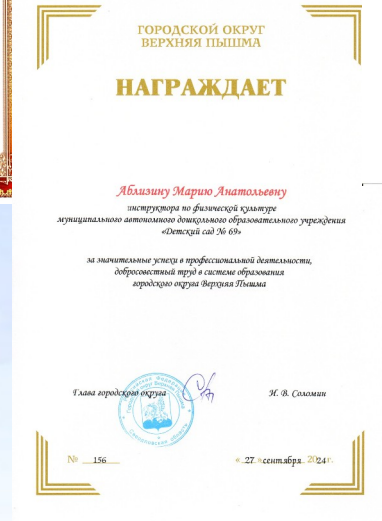 ГОРОДСКОЙ ОКРУГ
ВЕРХНЯЯ ПЫШМА
НАГРАЖДАЕТ
Аблизину Марию Анатольевну
инструктора по физической культуре
муниципального автономного дошкольного образовательного учреждения
«Детский сад № 69»
за значительные успехи в профессиональной деятельности,
добросовестный труд в системе образования
городского округа Верхняя Пышма
Глава городского округа И. В. Соломин
Свердловская область
№ 156 « 27 » сентября 2024 г.